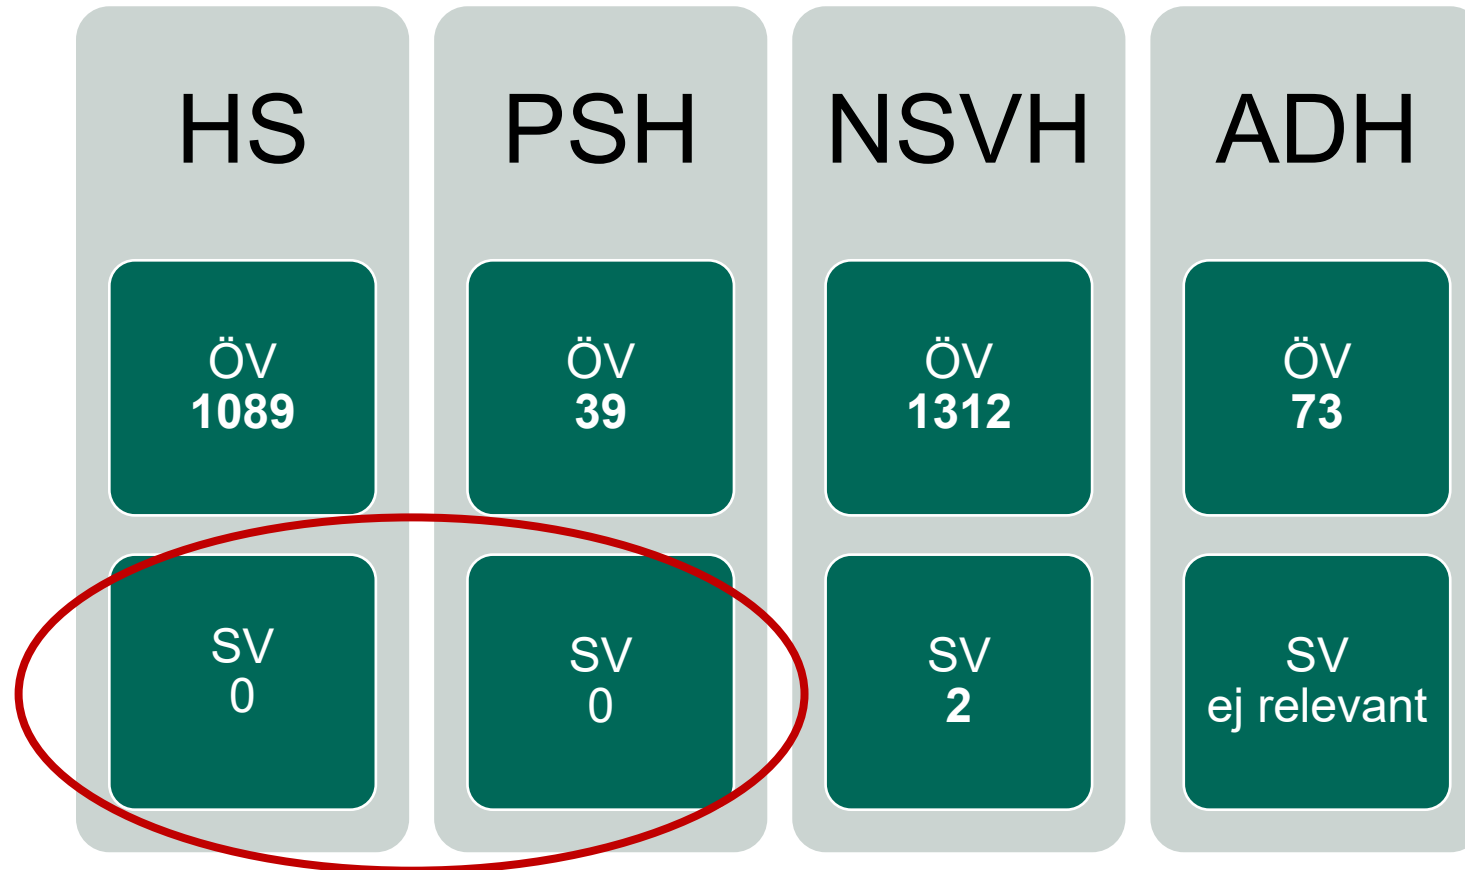 HS
ÖV
1089
SV
0
PSH
ÖV
39
SV
0
NSVH
ÖV
1312
SV
2
ADH
ÖV
73
SV
ej relevant